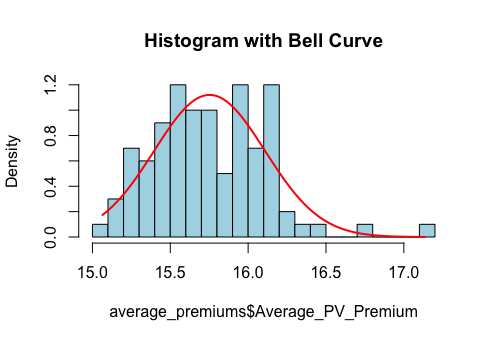 Histogram with Bell Curve
Density
1.2
0.8
0.4
0.0
15.0 15.5 16.0 16.5 17.0
average_premiums$Average_PV_Premium